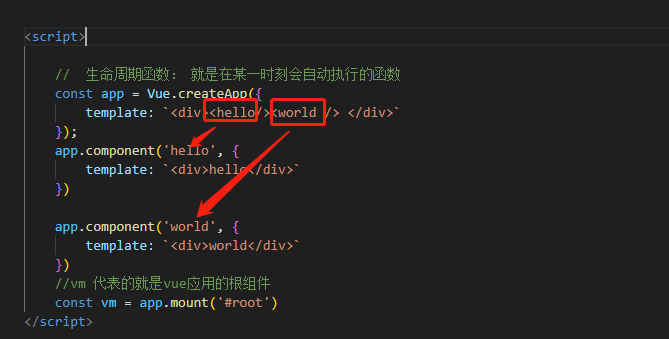 <script>
// 生命周期函数： 就是在某一时刻会自动执行的函数
const app = Vue.createApp({
template: `<div><hello/><world /> </div>`
});
app.component('hello', {
template: `<div>hello</div>`
})
app.component('world', {
template: `<div>world</div>`
})
//vm 代表的就是vue应用的根组件
const vm = app.mount('#root')
</script>